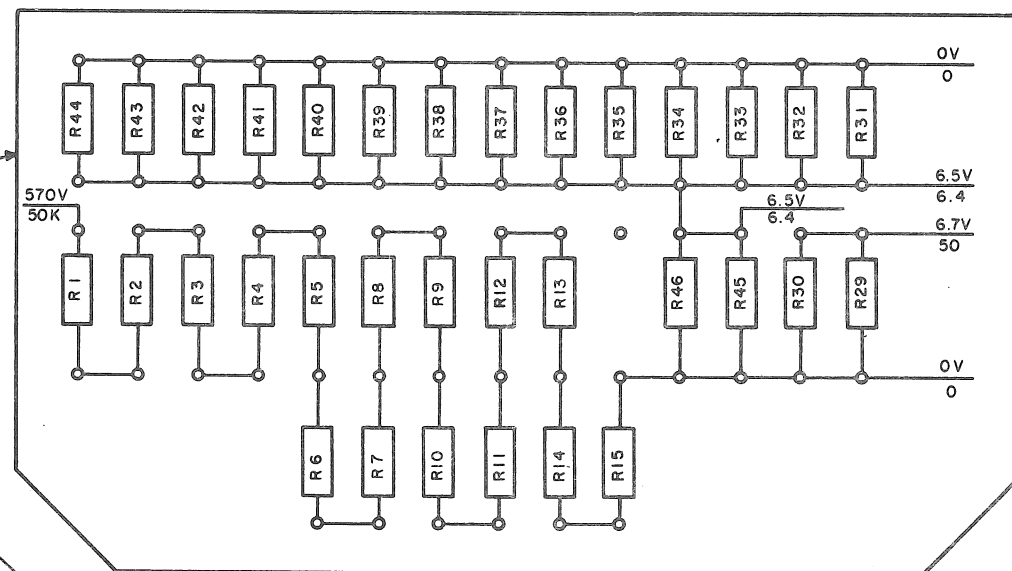 0V
0
R44 R43 R42 R41 R40 R39 R38 R37 R36 R35 R34 R33 R32 R31
6.5V
6.4
570V
50K
6.5V
6.4
6.7V
50
R1 R2 R3 R4 R5 R8 R9 R12 R13 R46 R45 R30 R29
0V
0
R6 R7 R10 R11 R14 R15